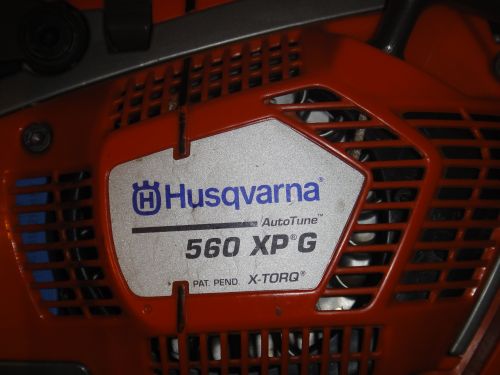 H Husqvarna®
AutoTune™
560 XP®G
PAT. PEND. X-TORQ®